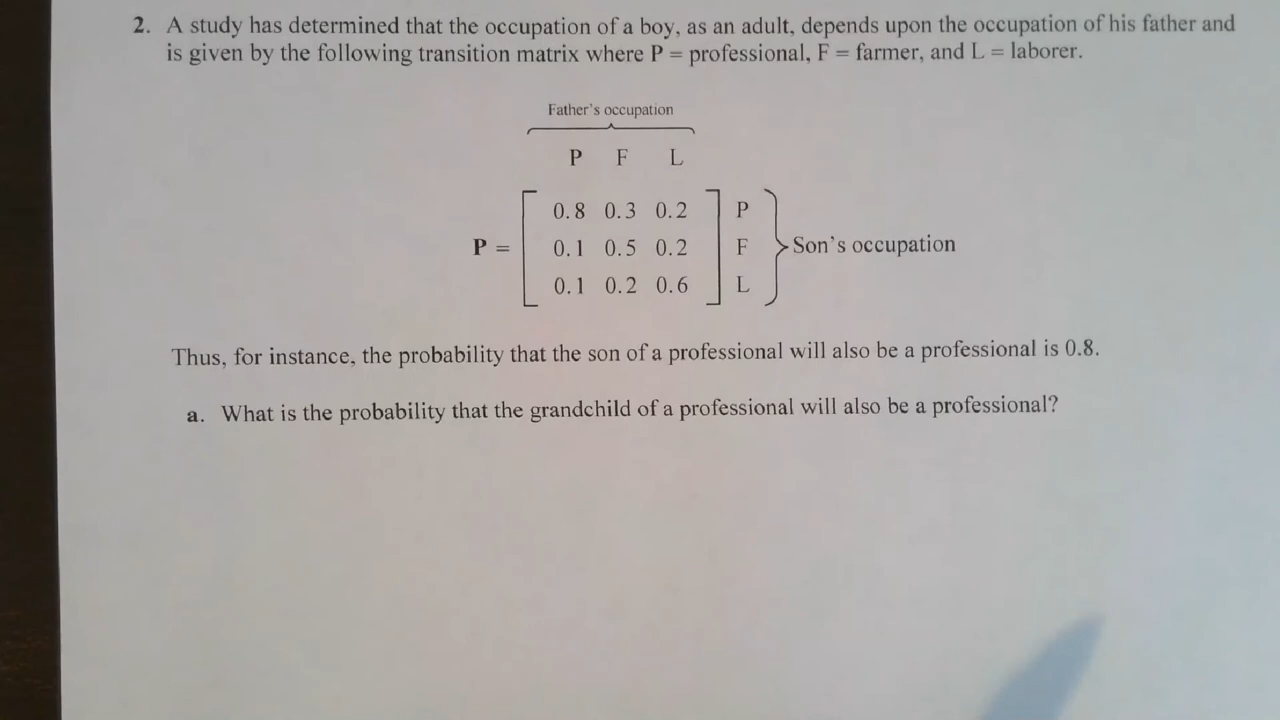 2. A study has determined that the occupation of a boy, as an adult, depends upon the occupation of his father and
is given by the following transition matrix where P = professional, F = farmer, and L = laborer.
Father's occupation
P F L
0.8 0.3 0.2 P
P = 0.1 0.5 0.2 F Son's occupation
0.1 0.2 0.6 L
Thus, for instance, the probability that the son of a professional will also be a professional is 0.8.
a. What is the probability that the grandchild of a professional will also be a professional?